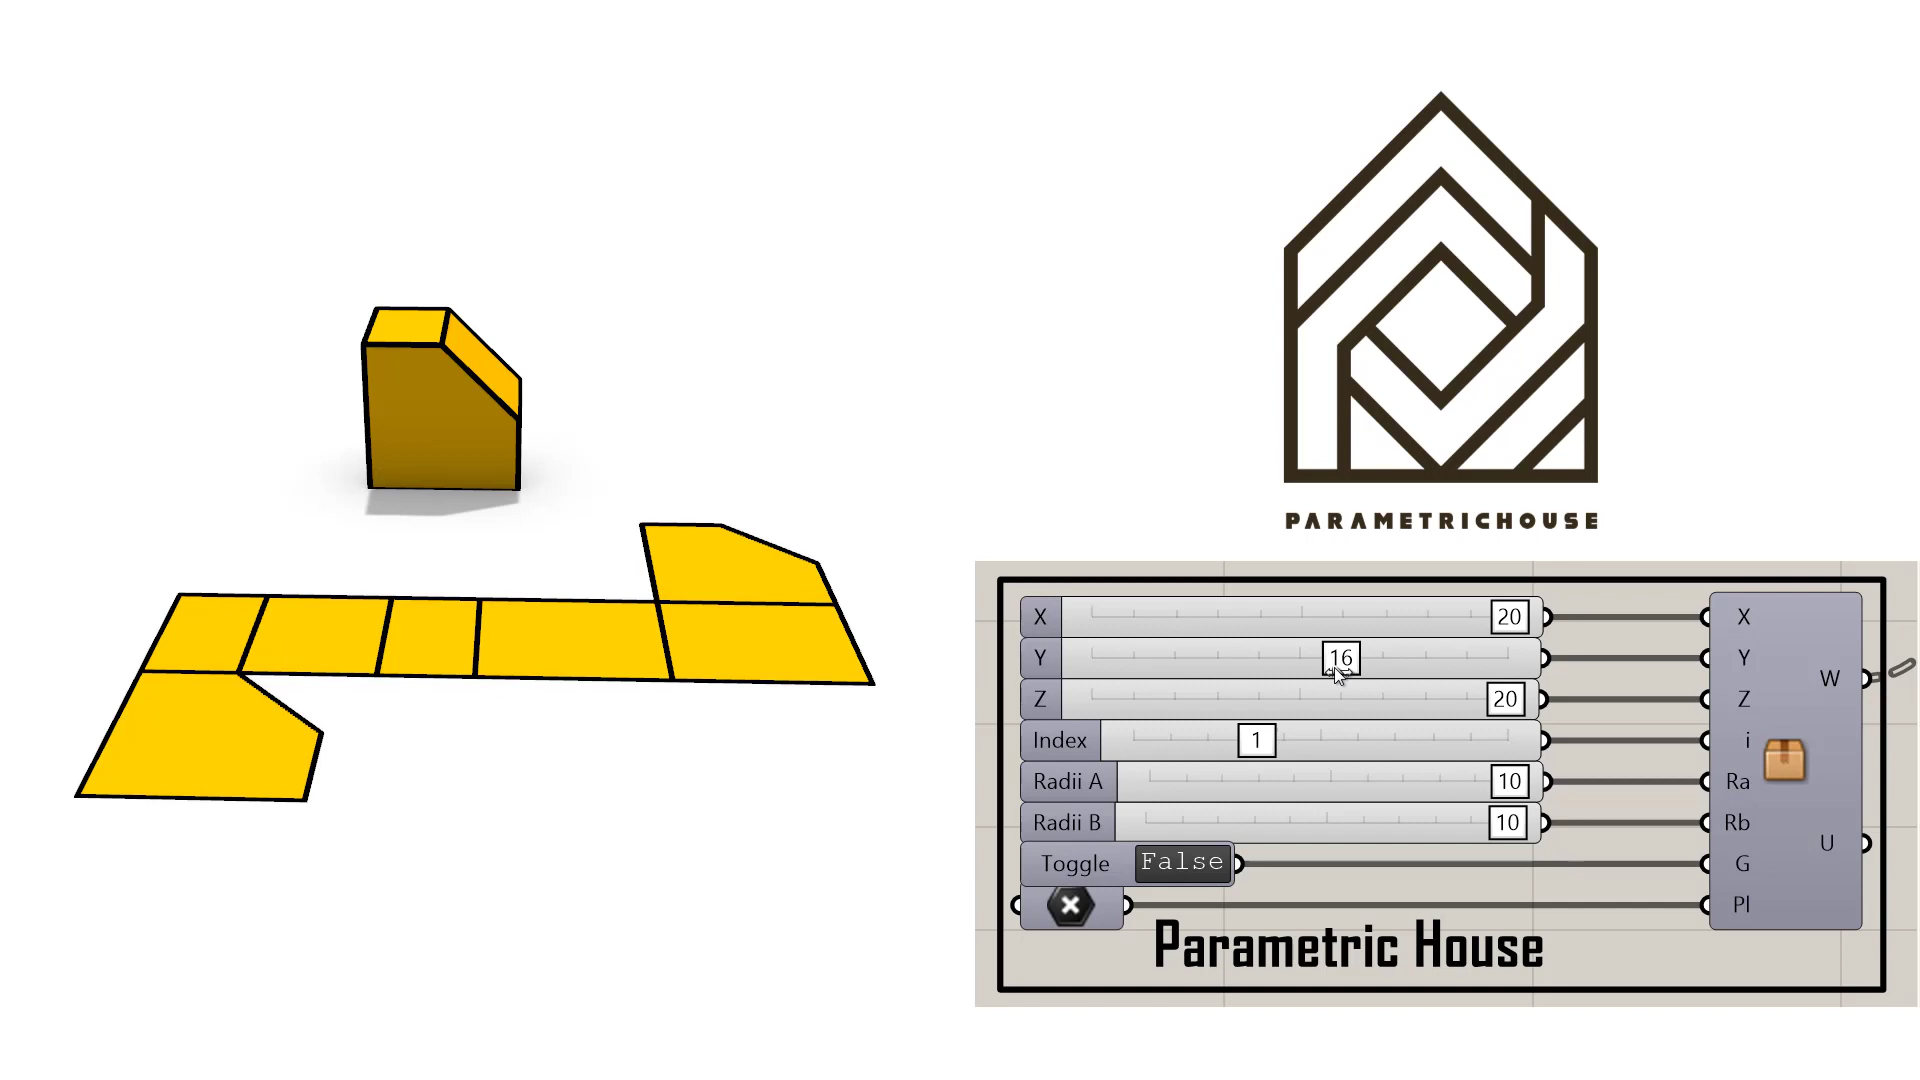 PARAMETRICHOUSE
X 20 X
Y 16 Y
W
Z 20 Z
Index 1 i
Radii A 10 Ra
Radii B 10 Rb
U
Toggle False G
Pl
Parametric House